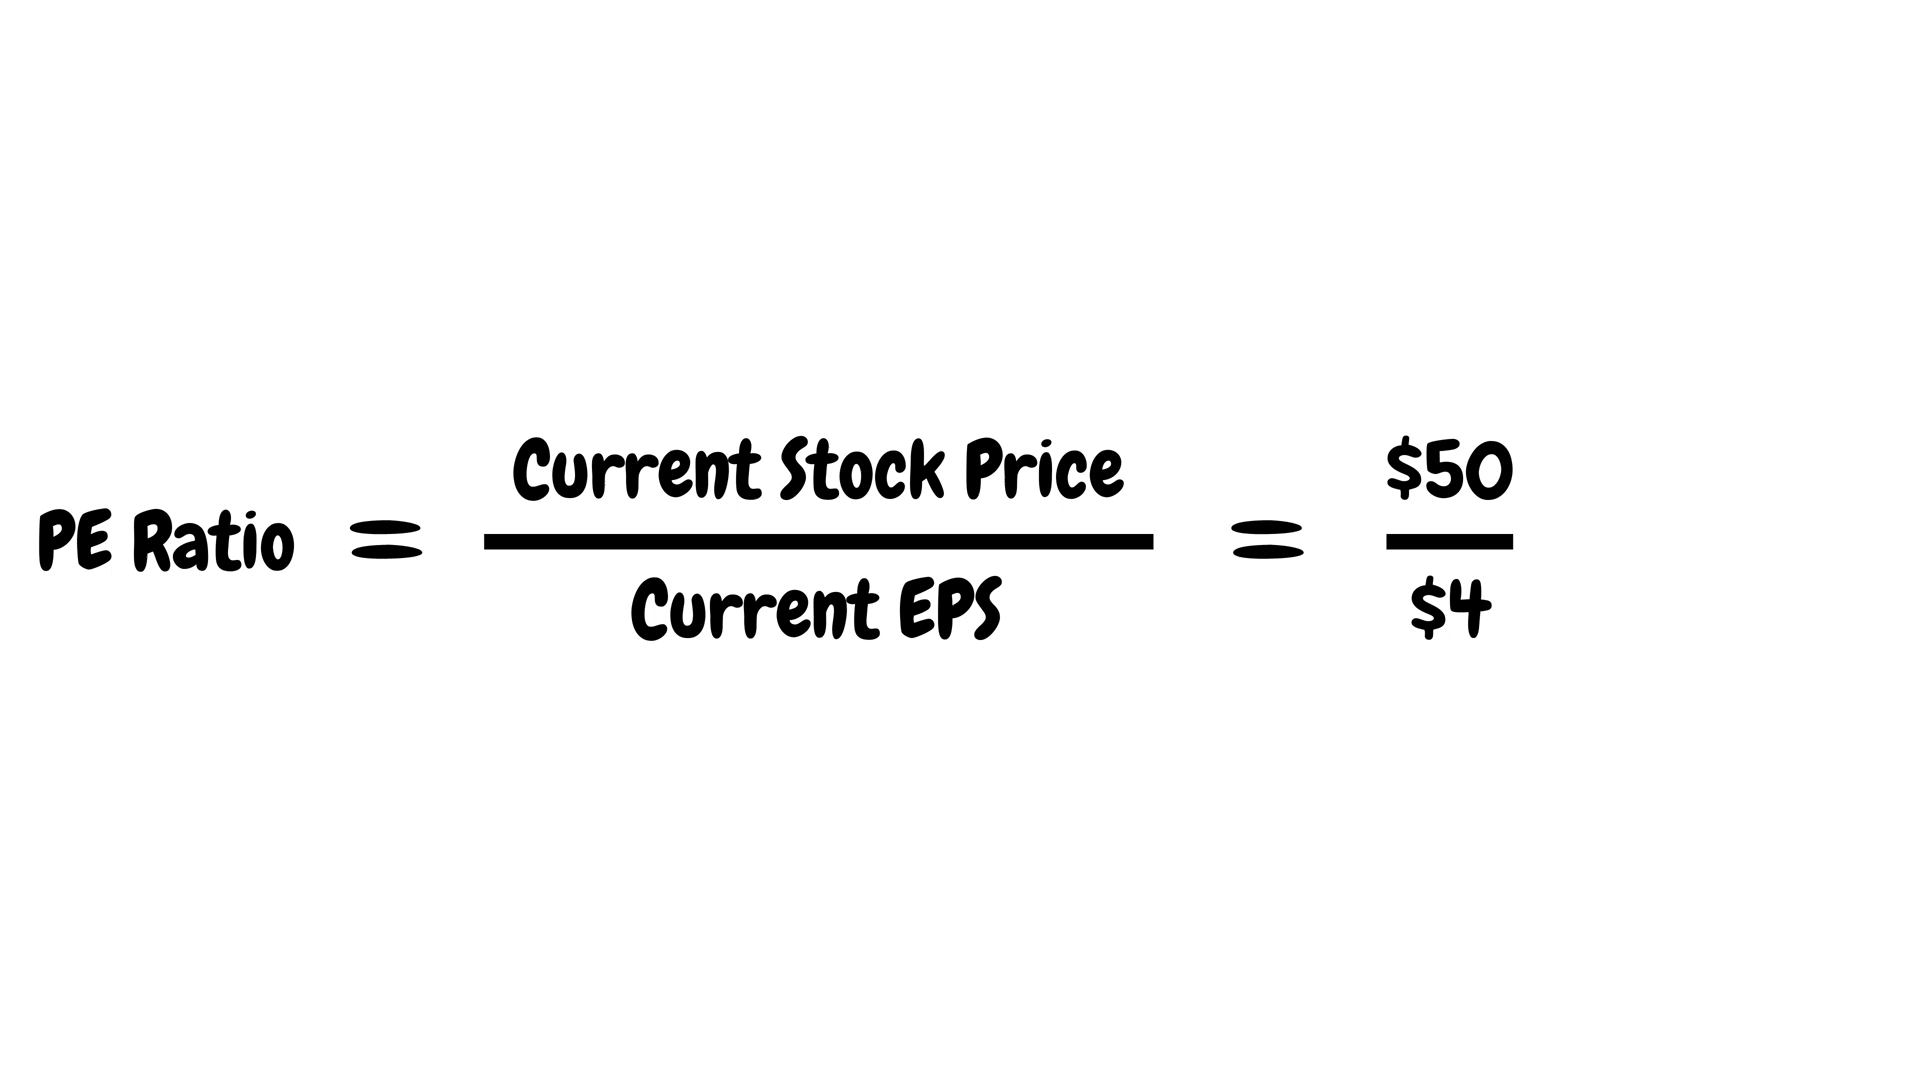 PE Ratio = Current Stock Price = $50
Current EPS $4